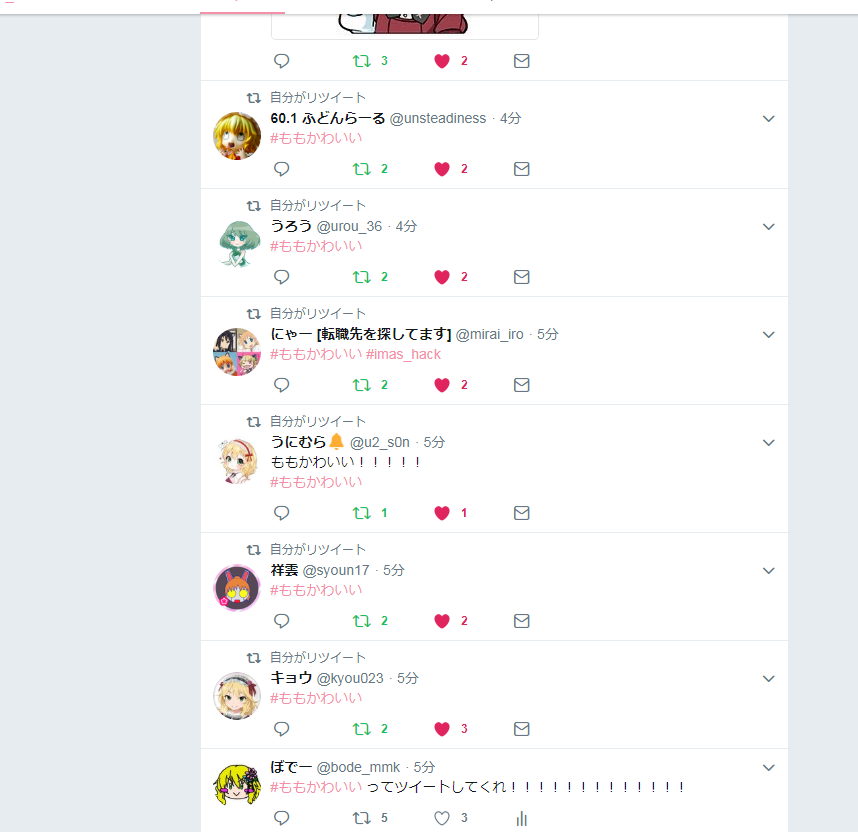 3 2
自分がリツイート
60.1 ふどんらーる @unsteadiness · 4分
#ももかわいい
2 2
自分がリツイート
うろう @urou_36 · 4分
#ももかわいい
2 2
自分がリツイート
にゃー [転職先を探してます] @mirai_iro · 5分
#ももかわいい #imas_hack
2 2
自分がリツイート
うにむら🔔 @u2_s0n · 5分
ももかわいい！！！！！
#ももかわいい
1 1
自分がリツイート
祥雲 @syoun17 · 5分
#ももかわいい
2 2
自分がリツイート
キョウ @kyou023 · 5分
#ももかわいい
2 3
ぼでー @bode_mmk · 5分
#ももかわいい ってツイートしてくれ！！！！！！！！！！！！！
5 3